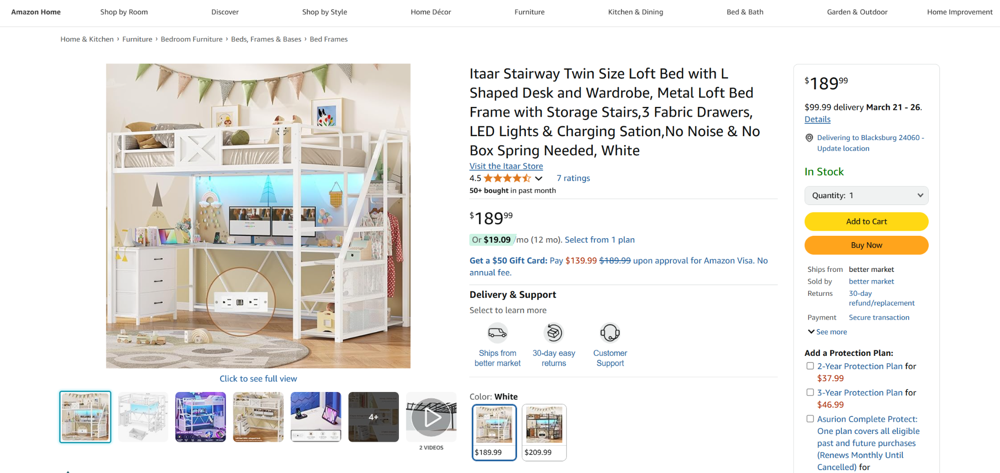 Amazon Home
Shop by Room
Discover
Shop by Style
Home Décor
Furniture
Kitchen & Dining
Bed & Bath
Garden & Outdoor
Home Improvement
Home & Kitchen › Furniture › Bedroom Furniture › Beds, Frames & Bases › Bed Frames
Click to see full view
4+
2 VIDEOS
Itaar Stairway Twin Size Loft Bed with L
Shaped Desk and Wardrobe, Metal Loft Bed
Frame with Storage Stairs,3 Fabric Drawers,
LED Lights & Charging Sation,No Noise & No
Box Spring Needed, White
Visit the Itaar Store
4.5
7 ratings
50+ bought in past month
$189.99
Or $19.09 /mo (12 mo). Select from 1 plan
Get a $50 Gift Card: Pay $139.99 $189.99 upon approval for Amazon Visa. No
annual fee.
Delivery & Support
Select to learn more
Ships from
better market
30-day easy
returns
Customer
Support
Color: White
$189.99
$209.99
$189.99
$99.99 delivery March 21 - 26.
Details
Delivering to Blacksburg 24060 -
Update location
In Stock
Quantity: 1
Add to Cart
Buy Now
Ships from better market
Sold by better market
Returns 30-day
refund/replacement
Payment Secure transaction
See more
Add a Protection Plan:
2-Year Protection Plan for
$37.99
3-Year Protection Plan for
$46.99
Asurion Complete Protect:
One plan covers all eligible
past and future purchases
(Renews Monthly Until
Cancelled) for